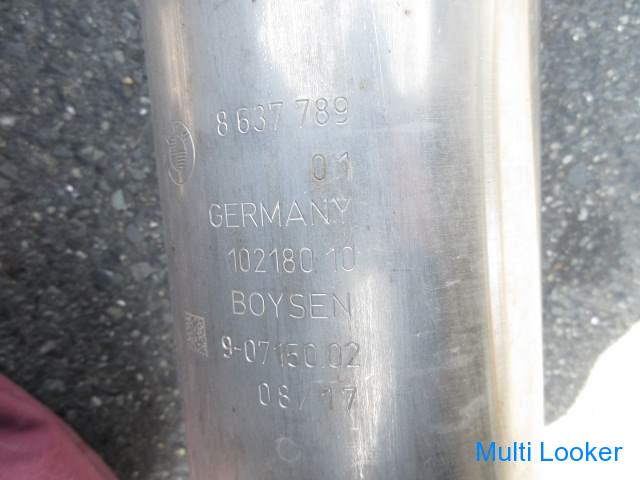 8 637 789
01
GERMANY
102180 10
BOYSEN
9-07150.02
08/17
Multi Looker